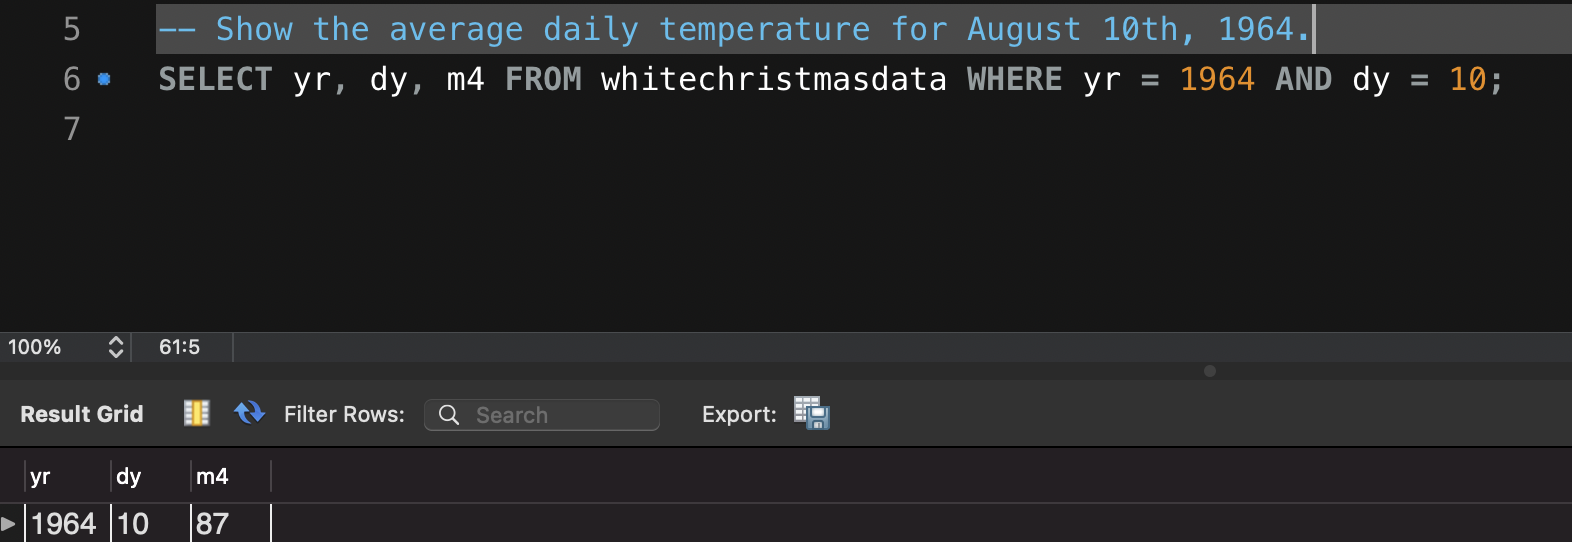 5 -- Show the average daily temperature for August 10th, 1964.
6 SELECT yr, dy, m4 FROM whitechristmasdata WHERE yr = 1964 AND dy = 10;
7
100% 61:5
Result Grid Filter Rows: Search Export:
yr dy m4
1964 10 87